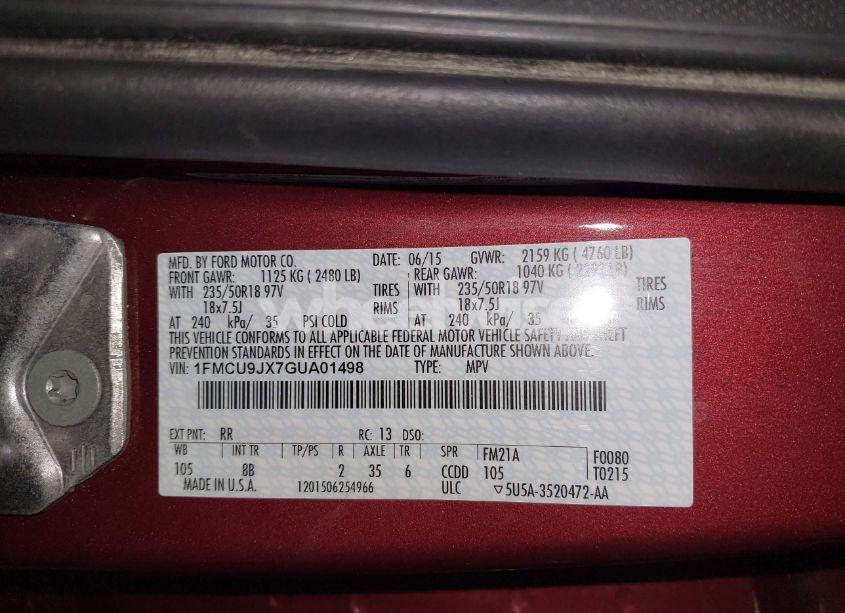 MFD. BY FORD MOTOR CO. DATE: 06/15 GVWR: 2159 KG ( 4760 LB)
FRONT GAWR: 1125 KG ( 2480 LB) REAR GAWR: 1040 KG ( LB)
WITH 235/50R18 97V TIRES WITH 235/50R18 97V TIRES
18x7.5J RIMS 18x7.5J RIMS
AT 240 kPa/ 35 PSI COLD AT 240 kPa/ 35
THIS VEHICLE CONFORMS TO ALL APPLICABLE FEDERAL MOTOR VEHICLE SAFETY AND THEFT
PREVENTION STANDARDS IN EFFECT ON THE DATE OF MANUFACTURE SHOWN ABOVE.
VIN: 1FMCU9JX7GUA01498 TYPE: MPV
EXT PNT: RR RC: 13 DSO:
WB INT TR TP/PS R AXLE TR SPR FM21A F0080
105 8B 2 35 6 CCDD 105 T0215
MADE IN U.S.A. 1201506254966 ULC ▽5U5A-3520472-AA